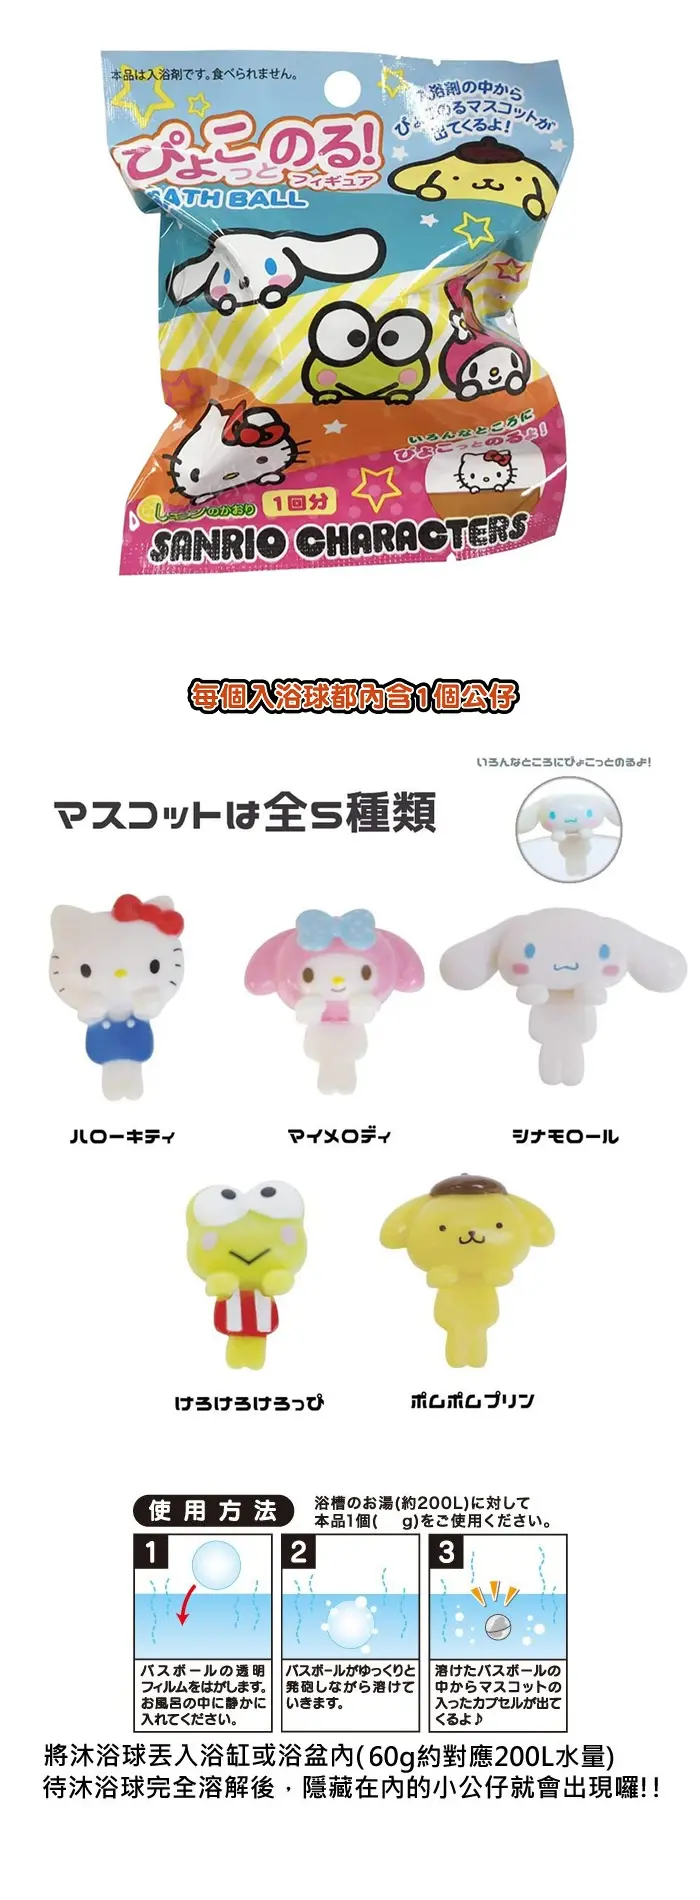 本品は入浴剤です。食べられません。
入浴剤の中から
ぴょこのるマスコットが
出てくるよ!
ぴょこっとのる!
フィギュア
BATH BALL
いろんなところに
ぴょこっとのるよ!
レモンのかおり
1回分
SANRIO CHARACTERS
每個入浴球都內含1個公仔
いろんなところにぴょこっとのるよ!
マスコットは全5種類
ハローキティ
マイメロディ
シナモロール
けろけろけろっぴ
ポムポムプリン
使用方法
浴槽のお湯(約200L)に対して
本品1個( g)をご使用ください。
1
2
3
バスボールの透明
フィルムをはがします。
お風呂の中に静かに
入れてください。
バスボールがゆっくりと
発砲しながら溶けて
いきます。
溶けたバスボールの
中からマスコットの
入ったカプセルが出て
くるよ♪
將沐浴球丟入浴缸或浴盆內(60g約對應200L水量)
待沐浴球完全溶解後，隱藏在內的小公仔就會出現囉!!